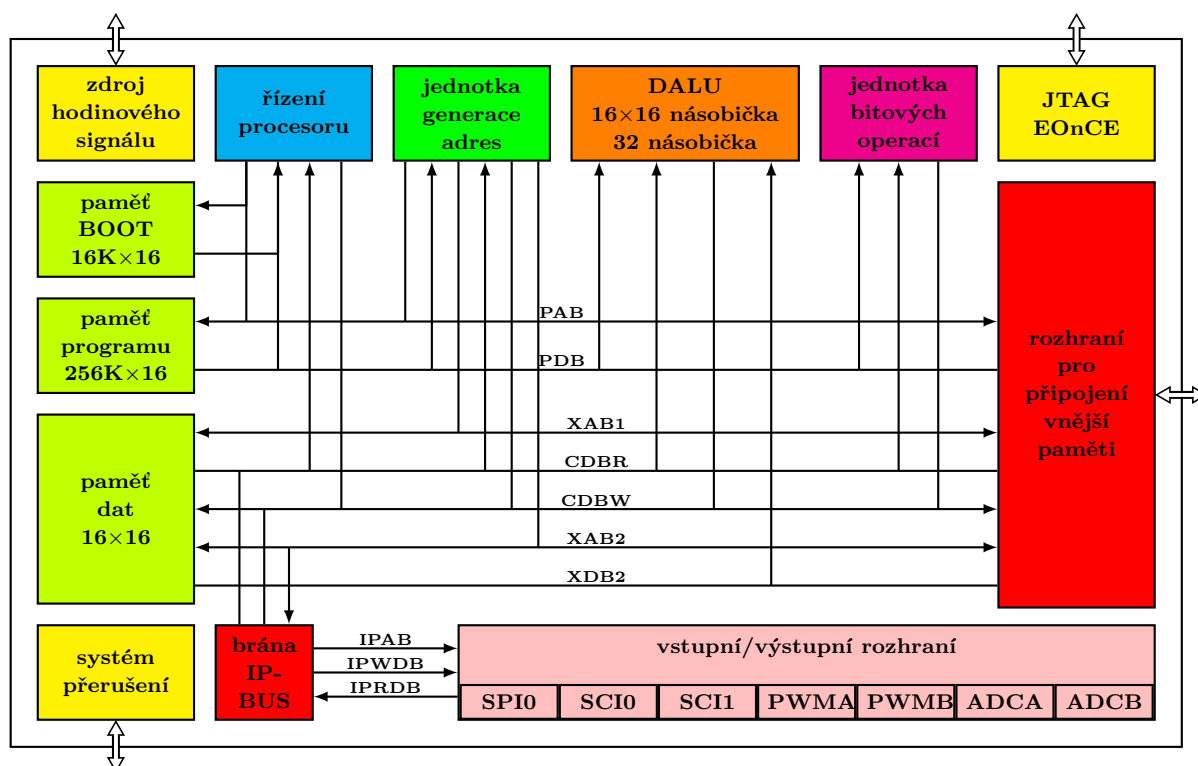 zdroj
hodinového
signálu
řízení
procesoru
jednotka
generace
adres
DALU
16×16 násobička
32 násobička
jednotka
bitových
operací
JTAG
EOnCE
paměť
BOOT
16K×16
paměť
programu
256K×16
PAB
PDB
rozhraní
pro
připojení
vnější
paměti
paměť
dat
16×16
XAB1
CDBR
CDBW
XAB2
XDB2
systém
přerušení
brána
IP-
BUS
IPAB
IPWDB
IPRDB
vstupní/výstupní rozhraní
SPI0 SCI0 SCI1 PWMA PWMB ADCA ADCB